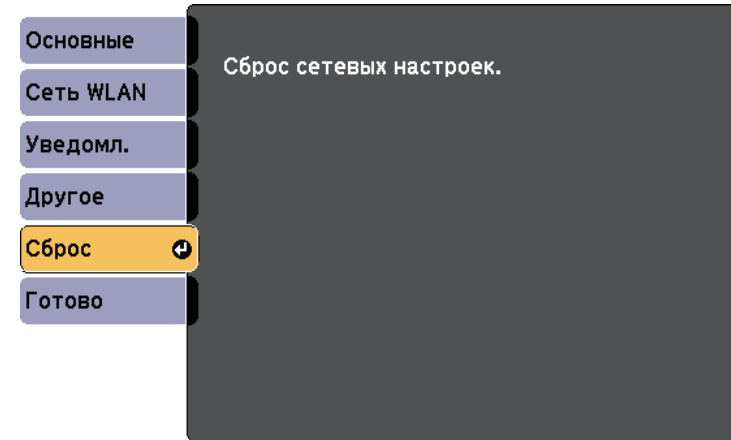 Основные
Сеть WLAN
Уведомл.
Другое
Сброс
Готово
Сброс сетевых настроек.